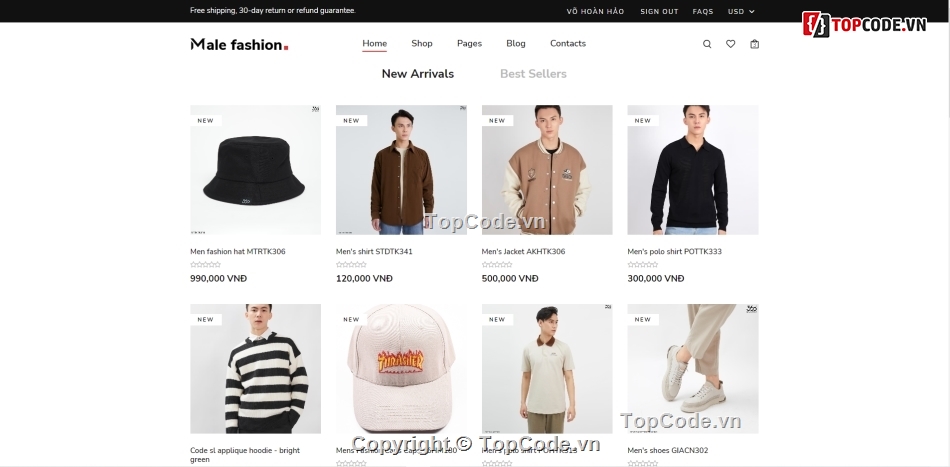 Free shipping, 30-day return or refund guarantee.
VÕ HOÀN HẢO SIGN OUT FAQS USD
TOPCODE.VN
Male fashion.
Home Shop Pages Blog Contacts
0
New Arrivals Best Sellers
NEW NEW NEW NEW
TopCode.vn
Men fashion hat MTRTK306 Men's shirt STDTK341 Men's Jacket AKHTK306 Men's polo shirt POTTK333
990,000 VNĐ 120,000 VNĐ 500,000 VNĐ 300,000 VNĐ
NEW NEW NEW NEW
THRASHER
TopCode.vn
Copyright © TopCode.vn
Code sl applique hoodie - bright green
Men's shoes GIACN302